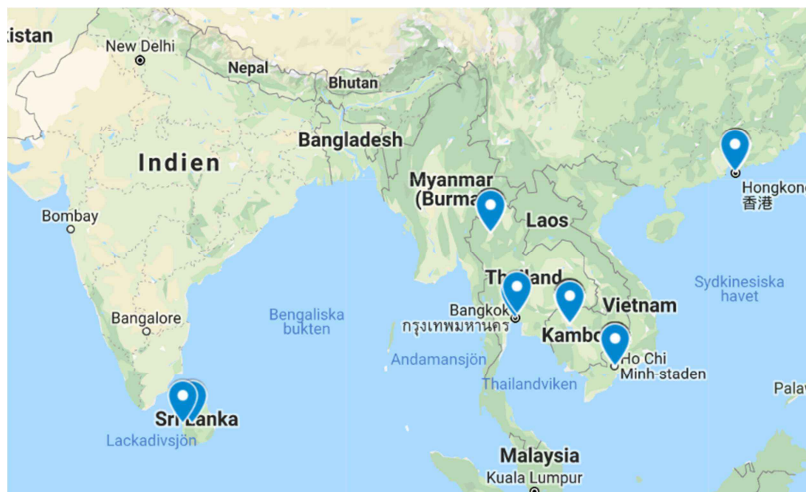 istan
New Delhi
Nepal
Bhutan
Bangladesh
Indien
Myanmar
(Burma
Laos
Hongkong
香港
Bombay
Thailand
Sydkinesiska
havet
Bengaliska
bukten
Bangkok
กรุงเทพมหานคร
Vietnam
Bangalore
Kambo
Andamansjön
Ho Chi
Minh-staden
Thailandviken
Palaw
Sri Lanka
Lackadivsjön
Malaysia
Kuala Lumpur